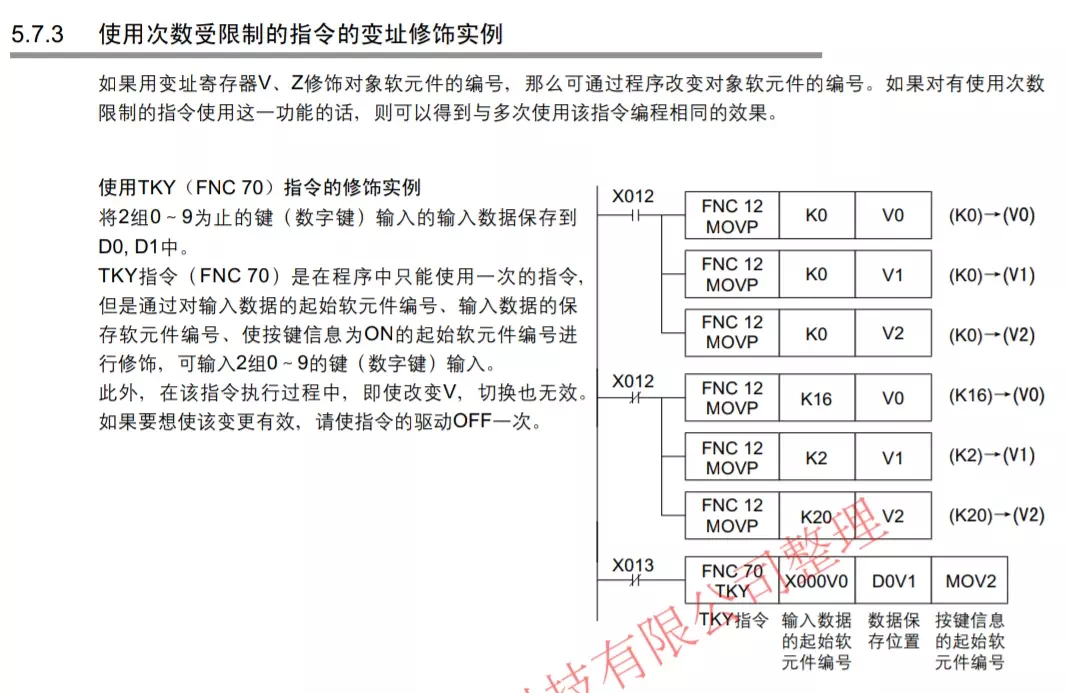 5.7.3 使用次数受限制的指令的变址修饰实例
如果用变址寄存器V、Z修饰对象软元件的编号，那么可通过程序改变对象软元件的编号。如果对有使用次数
限制的指令使用这一功能的话，则可以得到与多次使用该指令编程相同的效果。
使用TKY（FNC 70）指令的修饰实例
将2组0～9为止的键（数字键）输入的输入数据保存到
D0, D1中。
TKY指令（FNC 70）是在程序中只能使用一次的指令，
但是通过对输入数据的起始软元件编号、输入数据的保
存软元件编号、使按键信息为ON的起始软元件编号进
行修饰，可输入2组0～9的键（数字键）输入。
此外，在该指令执行过程中，即使改变V，切换也无效。
如果要想使该变更有效，请使指令的驱动OFF一次。
X012
FNC 12
MOVP
K0
V0
(K0)→(V0)
FNC 12
MOVP
K0
V1
(K0)→(V1)
FNC 12
MOVP
K0
V2
(K0)→(V2)
X012
FNC 12
MOVP
K16
V0
(K16)→(V0)
FNC 12
MOVP
K2
V1
(K2)→(V1)
FNC 12
MOVP
K20
V2
(K20)→(V2)
X013
FNC 70
TKY
X000V0
D0V1
MOV2
TKY指令
输入数据
的起始软
元件编号
数据保
存位置
按键信息
的起始软
元件编号
技有限公司整理